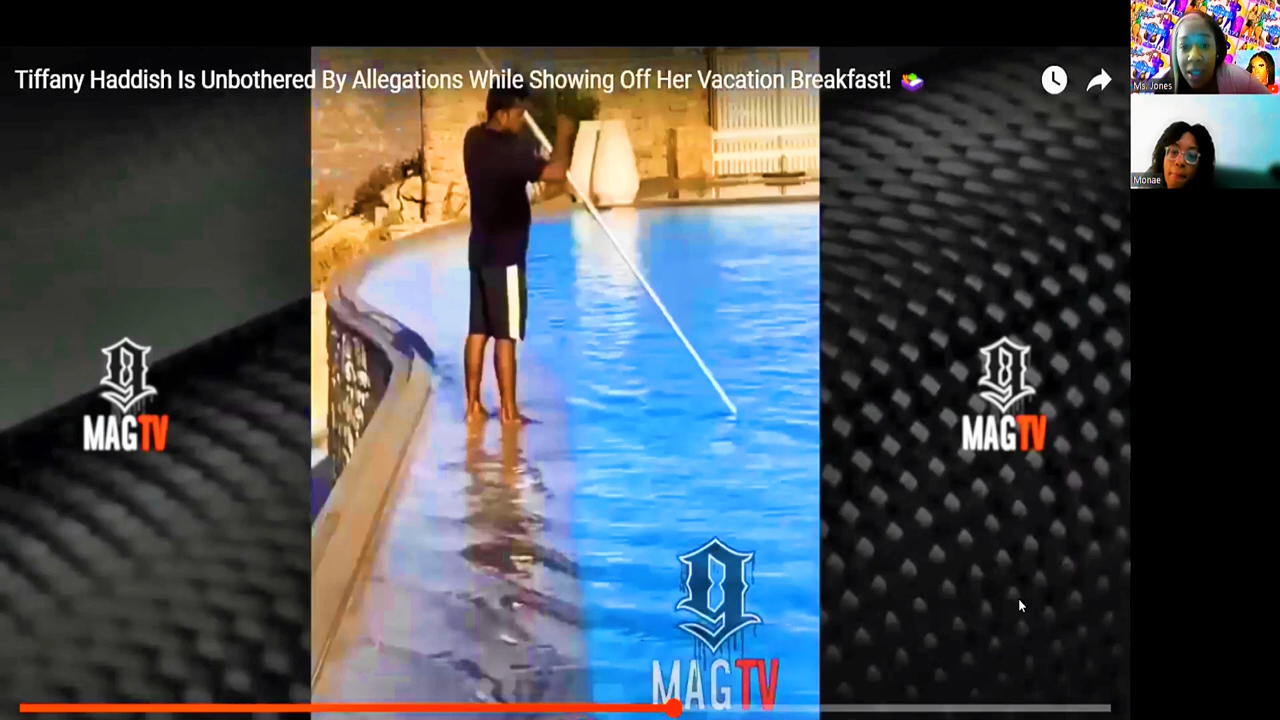 Tiffany Haddish Is Unbothered By Allegations While Showing Off Her Vacation Breakfast!
Ms. Jones
Monae
MAGTV
MAGTV
MAGTV